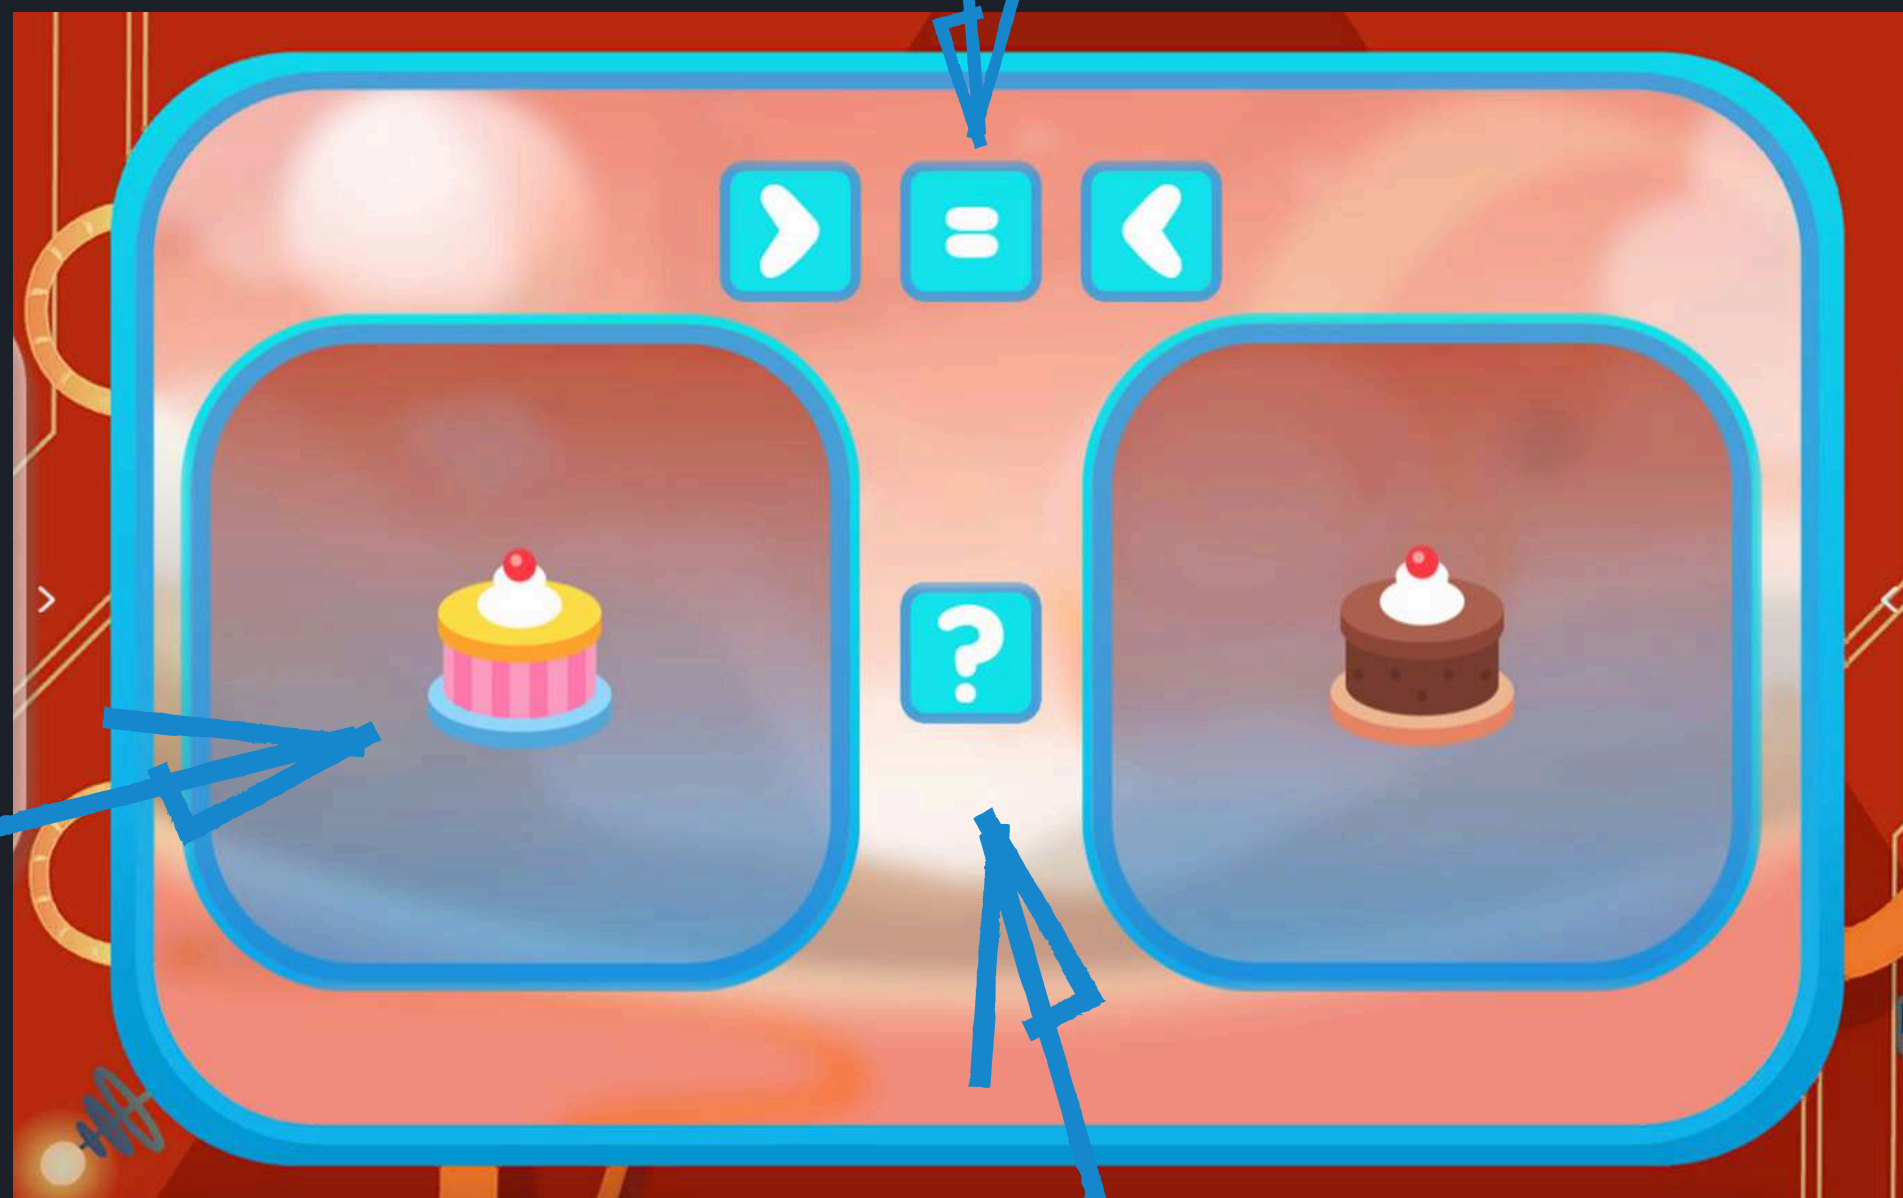 > = <
?